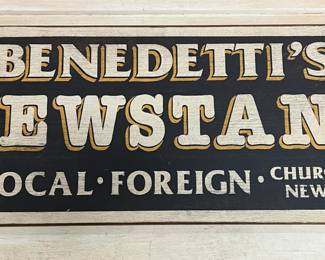 BENEDETTI'S
EWSTAN
OCAL · FOREIGN · CHURC
NEW